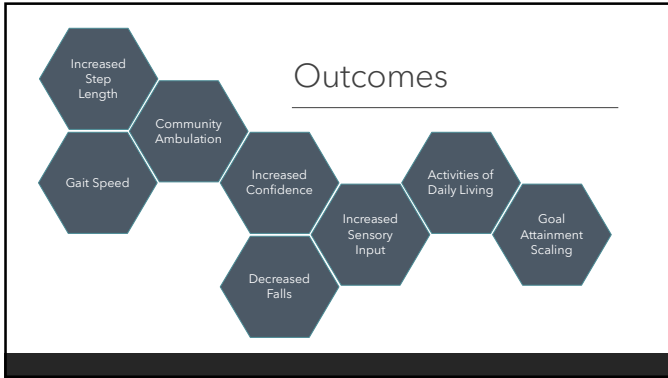 Outcomes
Increased
Step
Length
Gait Speed
Community
Ambulation
Increased
Confidence
Decreased
Falls
Increased
Sensory
Input
Activities of
Daily Living
Goal
Attainment
Scaling